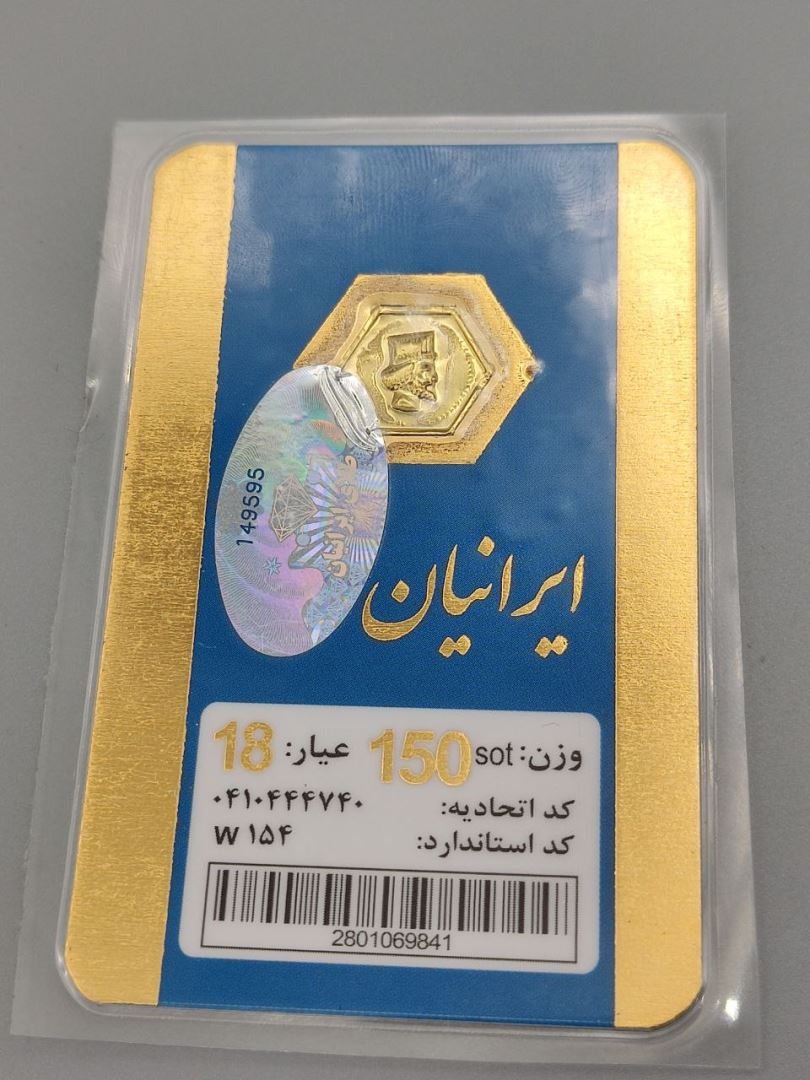 149595
ایرانیان
وزن: 150 sot عیار: 18
کد اتحادیه: ۰۴۱۰۴۴۴۷۴۰
کد استاندارد: W ۱۵۴
2801069841